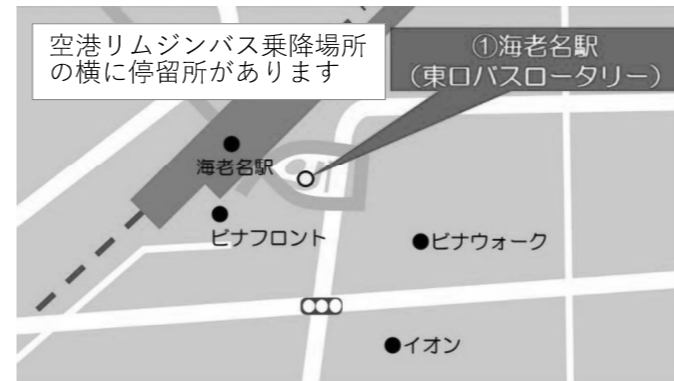 空港リムジンバス乗降場所
の横に停留所があります
①海老名駅
（東口バスロータリー）
●海老名駅
●ビナフロント
●ビナウォーク
●イオン